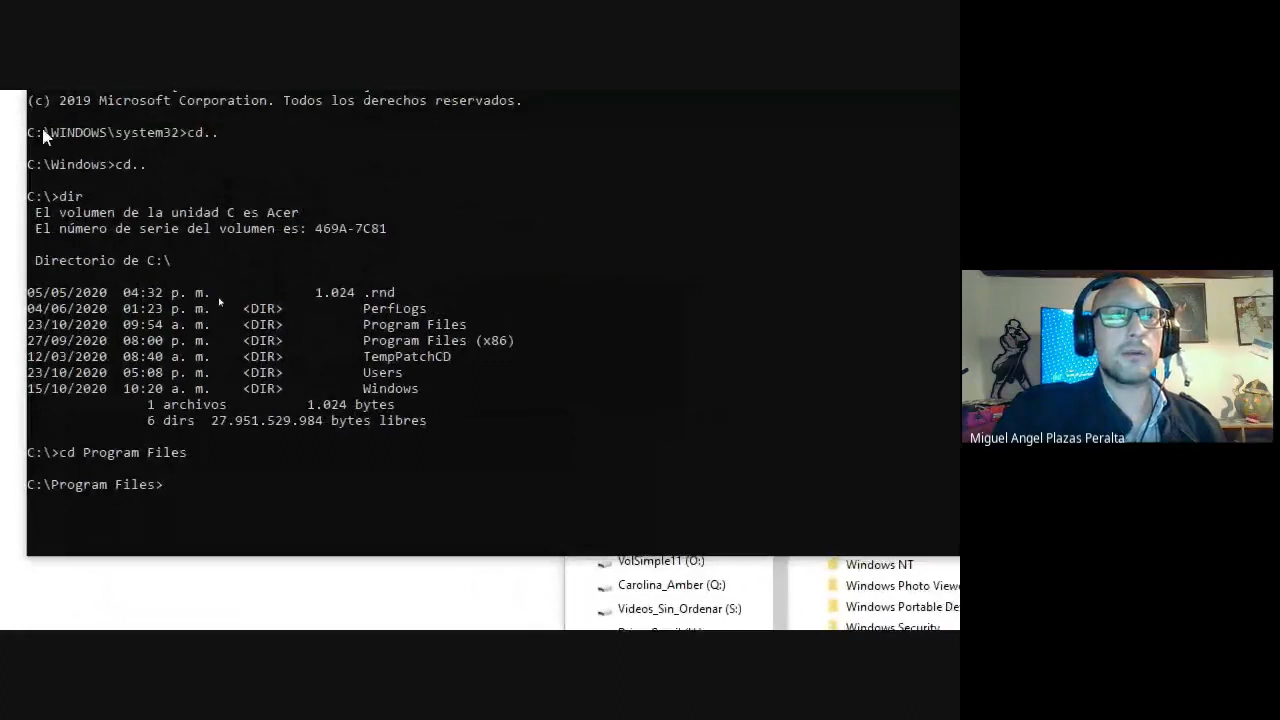 (c) 2019 Microsoft Corporation. Todos los derechos reservados.
C:\WINDOWS\system32>cd..
C:\Windows>cd..
C:\>dir
El volumen de la unidad C es Acer
El número de serie del volumen es: 469A-7C81
Directorio de C:\
05/05/2020 04:32 p. m. 1.024 .rnd
04/06/2020 01:23 p. m. <DIR> PerfLogs
23/10/2020 09:54 a. m. <DIR> Program Files
27/09/2020 08:00 p. m. <DIR> Program Files (x86)
12/03/2020 08:40 a. m. <DIR> TempPatchCD
23/10/2020 05:08 p. m. <DIR> Users
15/10/2020 10:20 a. m. <DIR> Windows
1 archivos 1.024 bytes
6 dirs 27.951.529.984 bytes libres
C:\>cd Program Files
C:\Program Files>
VolSimple11 (O:)
Carolina_Amber (Q:)
Videos_Sin_Ordenar (S:)
Windows NT
Windows Photo Viewe
Windows Portable De
Windows Security
Miguel Angel Plazas Peralta